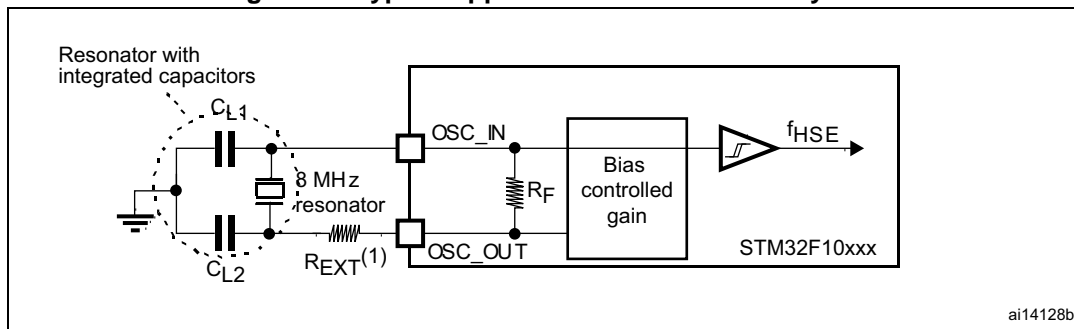 Resonator with
integrated capacitors
CL1
OSC_IN
fHSE
8 MHz
resonator
RF
Bias
controlled
gain
REXT(1)
OSC_OUT
STM32F10xxx
CL2
ai14128b